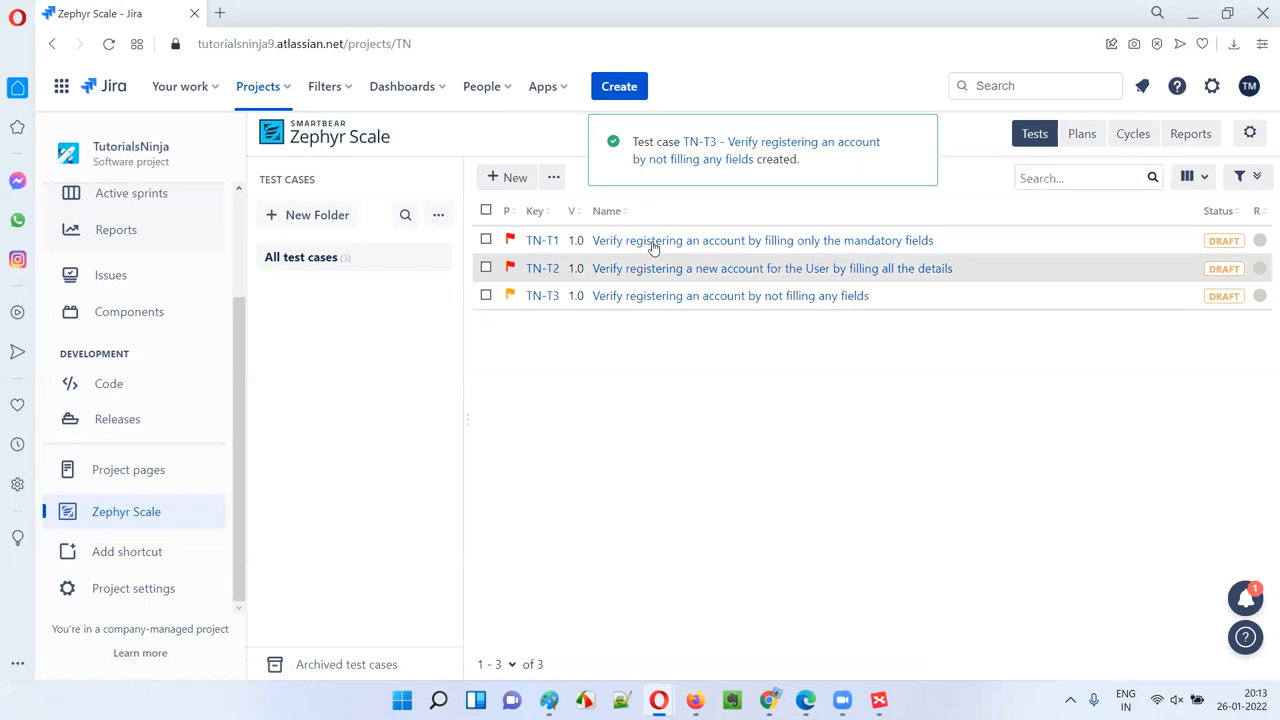 Zephyr Scale - Jira
tutorialsninja9.atlassian.net/projects/TN
Jira
Your work
Projects
Filters
Dashboards
People
Apps
Create
Search
TM
TutorialsNinja
Software project
Active sprints
Reports
Issues
Components
DEVELOPMENT
Code
Releases
Project pages
Zephyr Scale
Add shortcut
Project settings
You're in a company-managed project
Learn more
SMARTBEAR
Zephyr Scale
Test case TN-T3 - Verify registering an account
by not filling any fields created.
Tests
Plans
Cycles
Reports
TEST CASES
+ New Folder
All test cases (3)
Archived test cases
+ New
Search...
P Key V Name Status R
TN-T1 1.0 Verify registering an account by filling only the mandatory fields DRAFT
TN-T2 1.0 Verify registering a new account for the User by filling all the details DRAFT
TN-T3 1.0 Verify registering an account by not filling any fields DRAFT
1 - 3 of 3
1
ENG
IN
20:13
26-01-2022